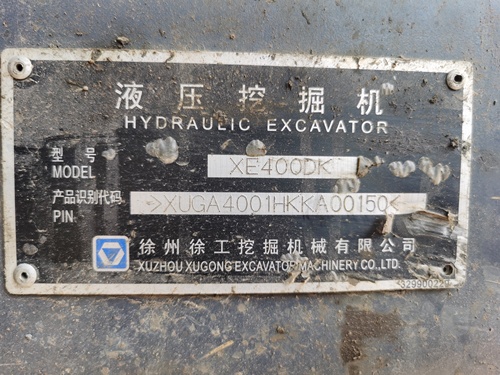 液压挖掘机
HYDRAULIC EXCAVATOR
型号 XE400DK
MODEL
产品识别代码 >XUGA4001HKKA00150<
PIN
徐州徐工挖掘机械有限公司
XUZHOU XUGONG EXCAVATOR MACHINERY CO.,LTD.